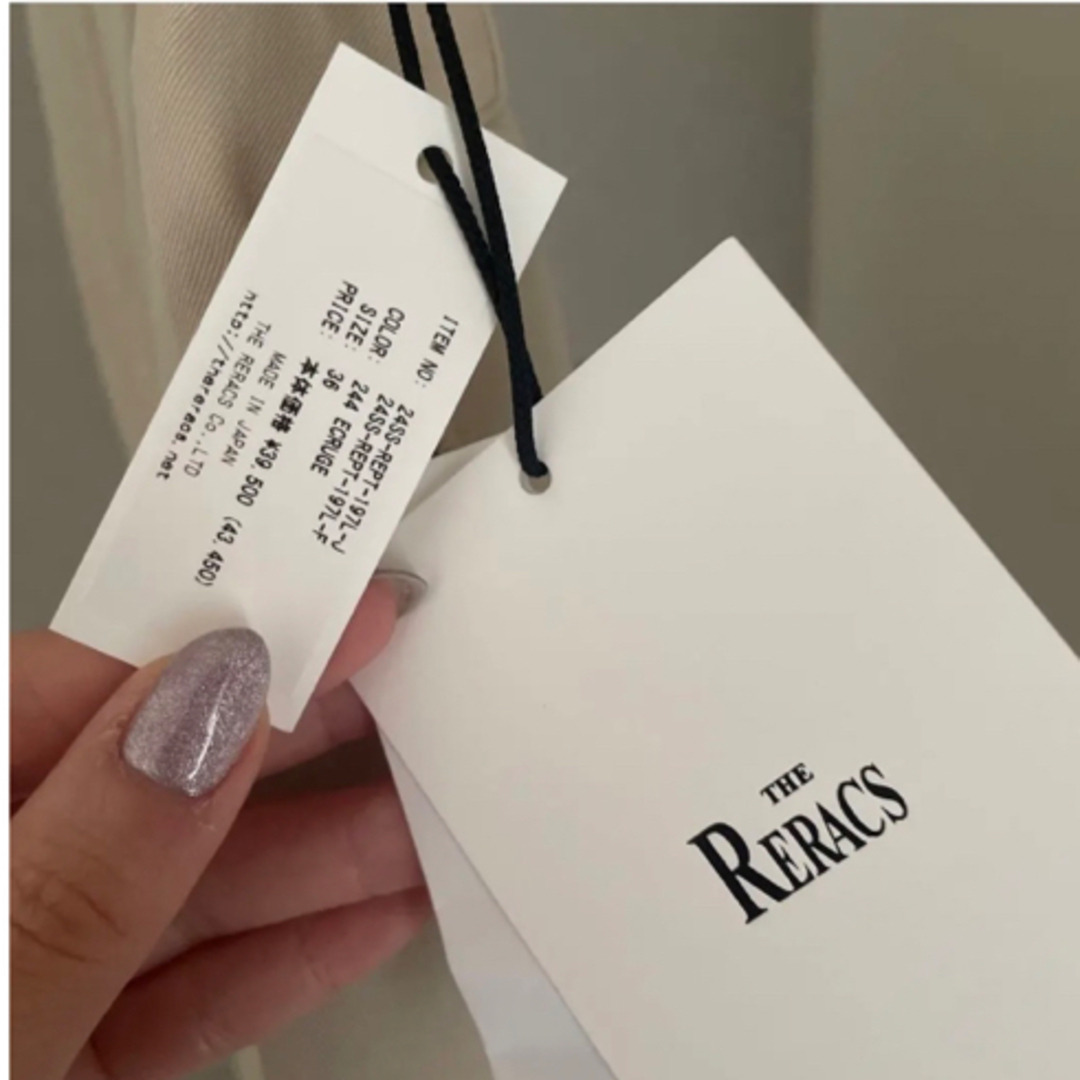 ITEM NO:
24SS-REPT-197L-J
24SS-REPT-197L-F
COLOR: 244 ECRUGE
SIZE: 36
PRICE: 本体価格 ¥39,500 (43,450)
MADE IN JAPAN
THE RERACS Co.,LTD
http://thereracs.net
THE
RERACS